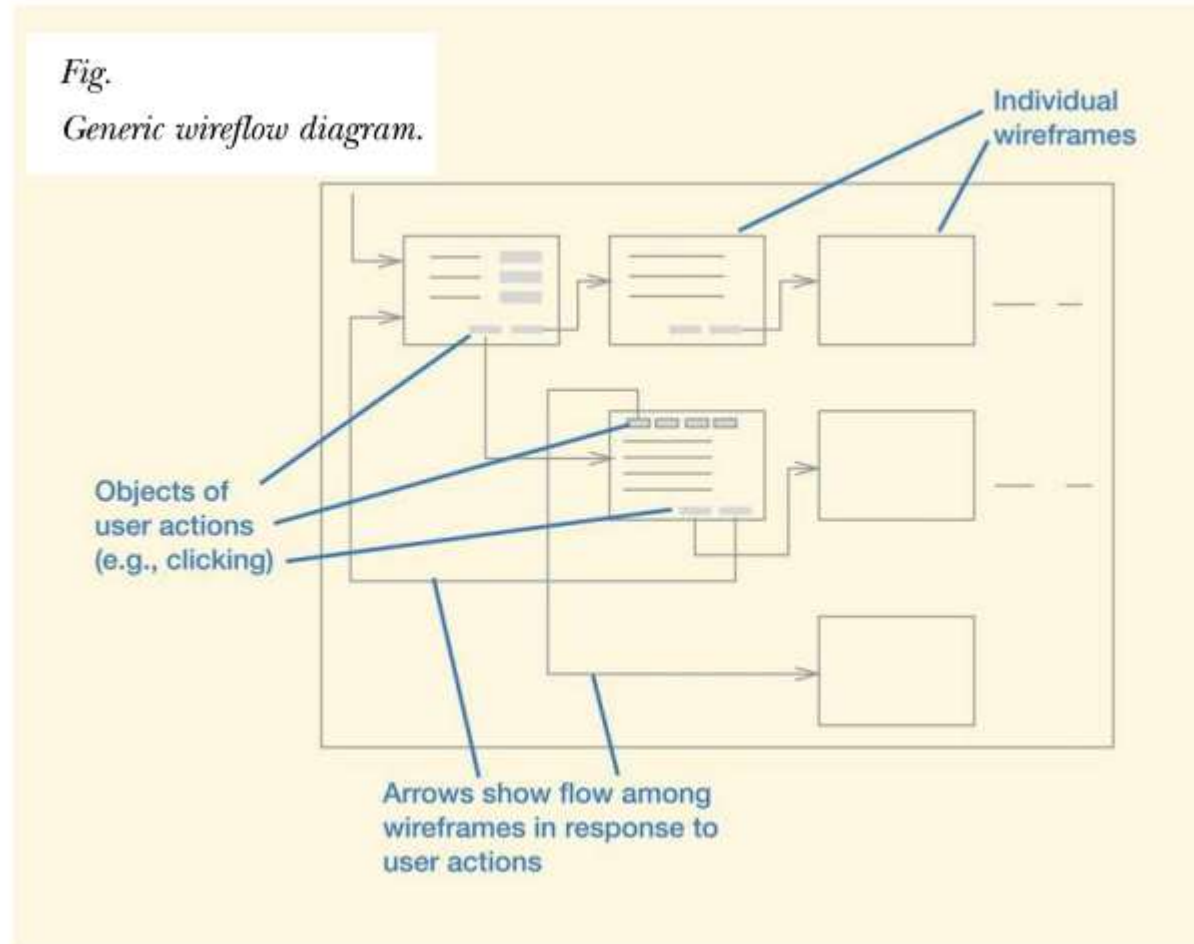 Fig.
Generic wireflow diagram.
Individual
wireframes
Objects of
user actions
(e.g., clicking)
Arrows show flow among
wireframes in response to
user actions